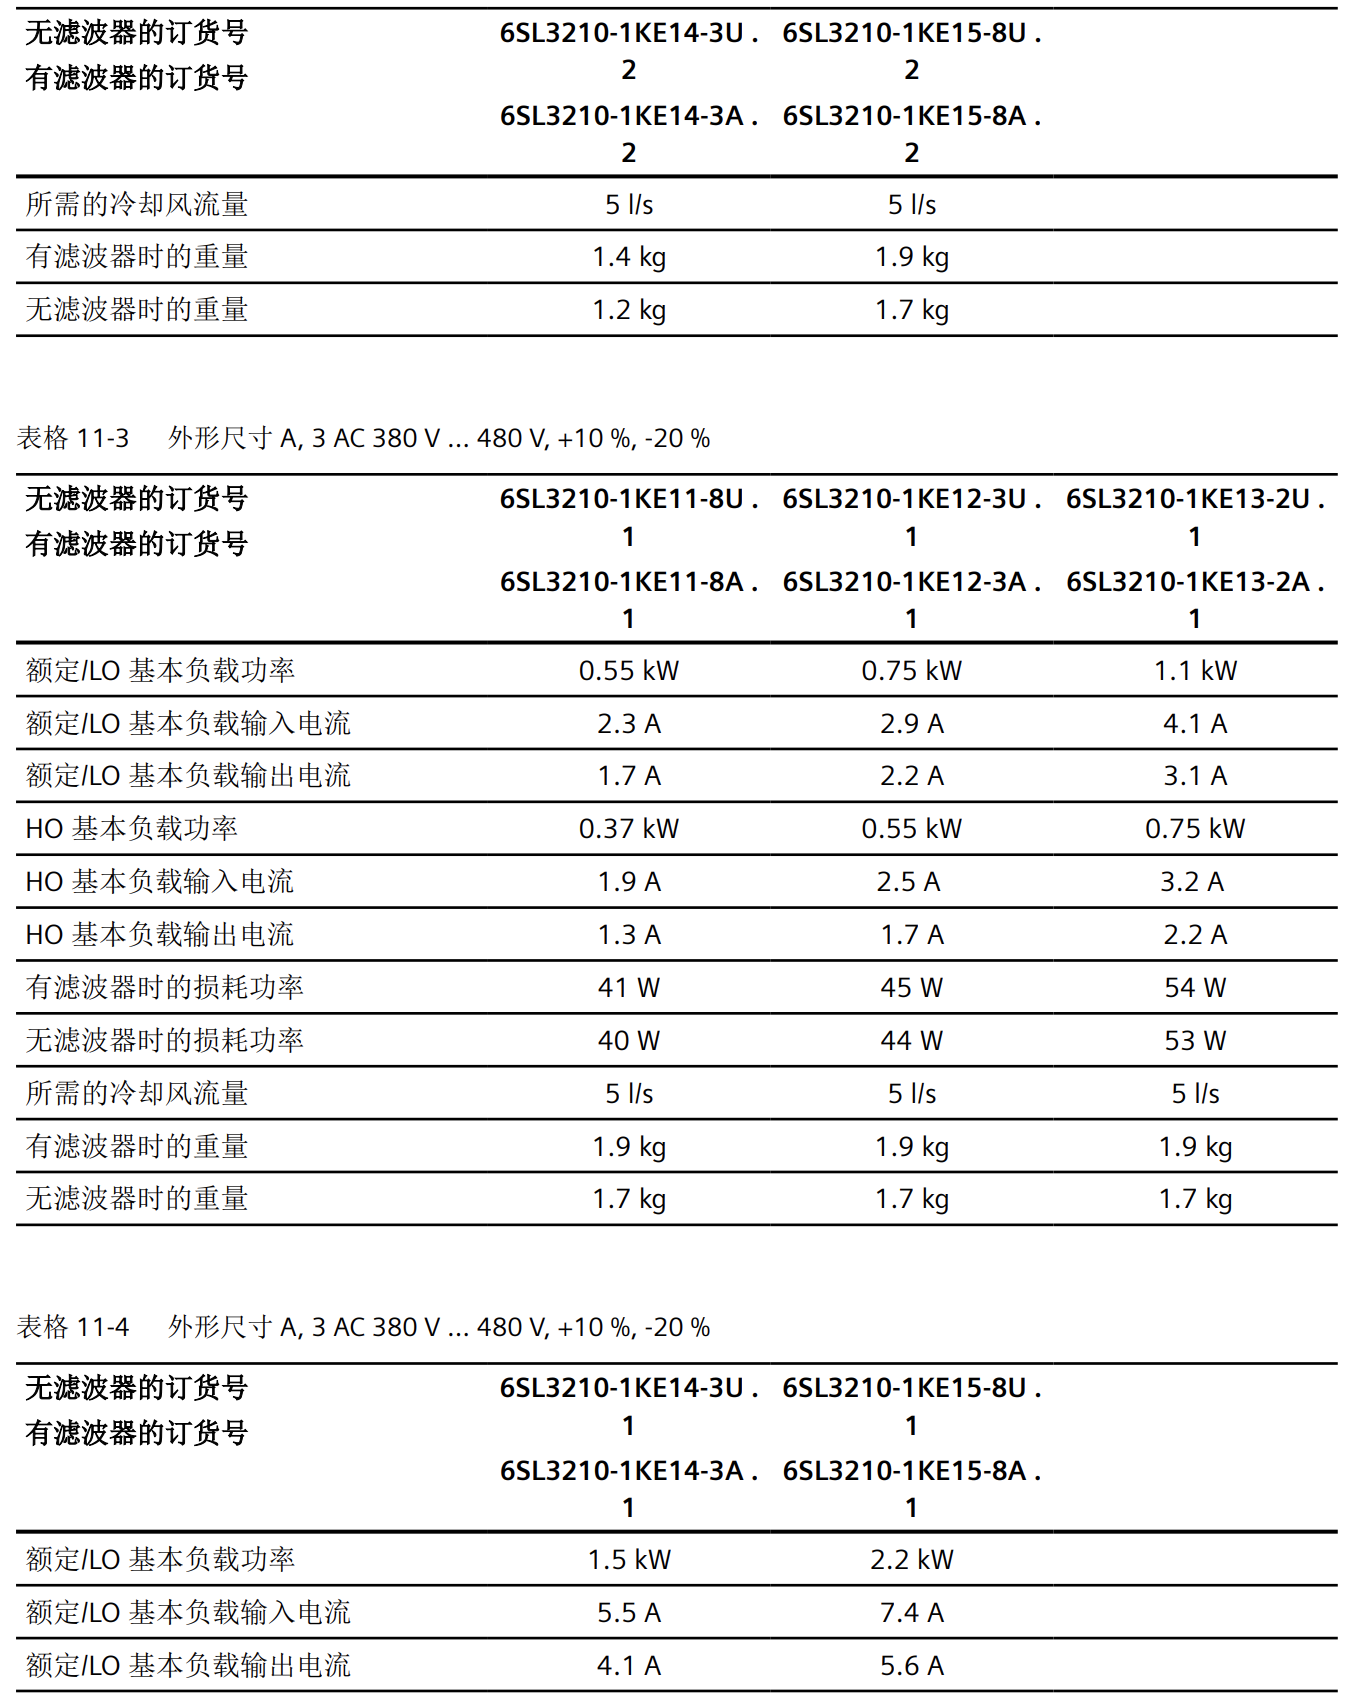 无滤波器的订货号 6SL3210-1KE14-3U . 6SL3210-1KE15-8U .
2 2
有滤波器的订货号
6SL3210-1KE14-3A . 6SL3210-1KE15-8A .
2 2
所需的冷却风流量 5 l/s 5 l/s
有滤波器时的重量 1.4 kg 1.9 kg
无滤波器时的重量 1.2 kg 1.7 kg
表格 11-3 外形尺寸 A, 3 AC 380 V ... 480 V, +10 %, -20 %
无滤波器的订货号 6SL3210-1KE11-8U . 6SL3210-1KE12-3U . 6SL3210-1KE13-2U .
1 1 1
有滤波器的订货号
6SL3210-1KE11-8A . 6SL3210-1KE12-3A . 6SL3210-1KE13-2A .
1 1 1
额定/LO 基本负载功率 0.55 kW 0.75 kW 1.1 kW
额定/LO 基本负载输入电流 2.3 A 2.9 A 4.1 A
额定/LO 基本负载输出电流 1.7 A 2.2 A 3.1 A
HO 基本负载功率 0.37 kW 0.55 kW 0.75 kW
HO 基本负载输入电流 1.9 A 2.5 A 3.2 A
HO 基本负载输出电流 1.3 A 1.7 A 2.2 A
有滤波器时的损耗功率 41 W 45 W 54 W
无滤波器时的损耗功率 40 W 44 W 53 W
所需的冷却风流量 5 l/s 5 l/s 5 l/s
有滤波器时的重量 1.9 kg 1.9 kg 1.9 kg
无滤波器时的重量 1.7 kg 1.7 kg 1.7 kg
表格 11-4 外形尺寸 A, 3 AC 380 V ... 480 V, +10 %, -20 %
无滤波器的订货号 6SL3210-1KE14-3U . 6SL3210-1KE15-8U .
1 1
有滤波器的订货号
6SL3210-1KE14-3A . 6SL3210-1KE15-8A .
1 1
额定/LO 基本负载功率 1.5 kW 2.2 kW
额定/LO 基本负载输入电流 5.5 A 7.4 A
额定/LO 基本负载输出电流 4.1 A 5.6 A